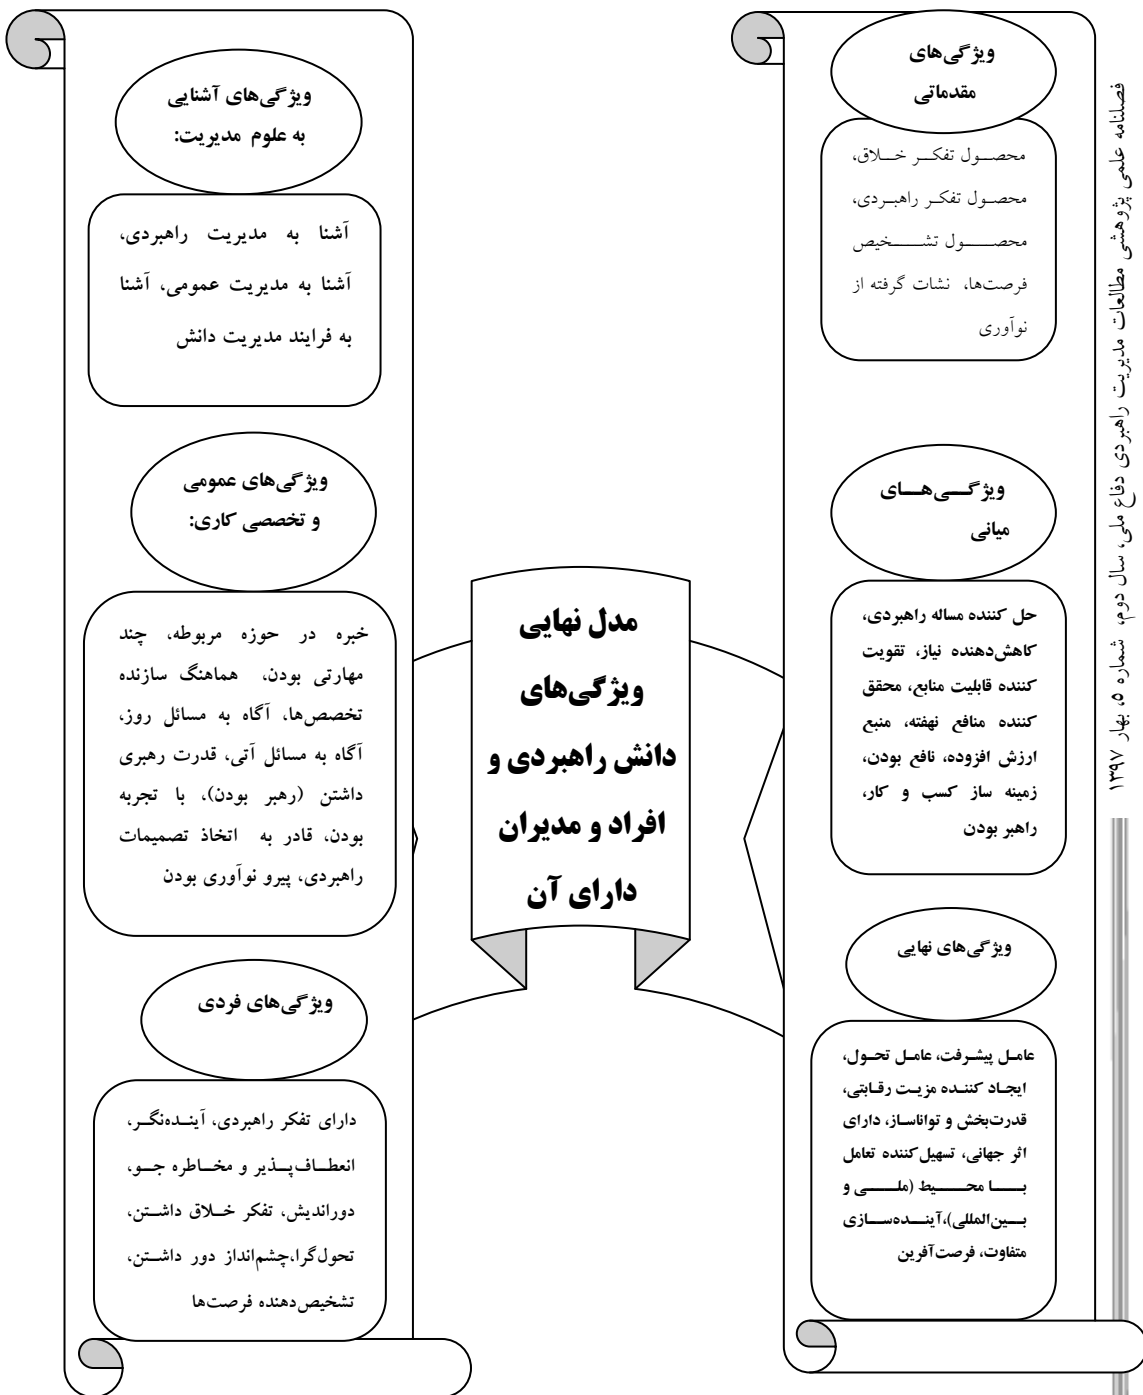 ویژگی‌های
مقدماتی
محصول تفکر خلاق،
محصول تفکر راهبردی،
محصول تشخیص
فرصت‌ها، نشات گرفته از
نوآوری
ویژگی‌های
میانی
حل کننده مساله راهبردی،
کاهش‌دهنده نیاز، تقویت
کننده قابلیت منابع، محقق
کننده منافع نهفته، منبع
ارزش افزوده، نافع بودن،
زمینه ساز کسب و کار،
راهبر بودن
ویژگی‌های نهایی
عامل پیشرفت، عامل تحول،
ایجاد کننده مزیت رقابتی،
قدرت‌بخش و تواناساز، دارای
اثر جهانی، تسهیل‌کننده تعامل
با محیط (ملی و
بین‌المللی)،آینده‌سازی
متفاوت، فرصت‌آفرین
مدل نهایی
ویژگی‌های
دانش راهبردی و
افراد و مدیران
دارای آن
ویژگی‌های آشنایی
به علوم مدیریت:
آشنا به مدیریت راهبردی،
آشنا به مدیریت عمومی، آشنا
به فرایند مدیریت دانش
ویژگی‌های عمومی
و تخصصی کاری:
خبره در حوزه مربوطه، چند
مهارتی بودن، هماهنگ سازنده
تخصص‌ها، آگاه به مسائل روز،
آگاه به مسائل آتی، قدرت رهبری
داشتن (رهبر بودن)، با تجربه
بودن، قادر به اتخاذ تصمیمات
راهبردی، پیرو نوآوری بودن
ویژگی‌های فردی
دارای تفکر راهبردی، آینده‌نگر،
انعطاف‌پذیر و مخاطره جو،
دوراندیش، تفکر خلاق داشتن،
تحول‌گرا،چشم‌انداز دور داشتن،
تشخیص‌دهنده فرصت‌ها
فصلنامه علمی پژوهشی مطالعات مدیریت راهبردی دفاع ملی، سال دوم، شماره ۵، بهار ۱۳۹۷